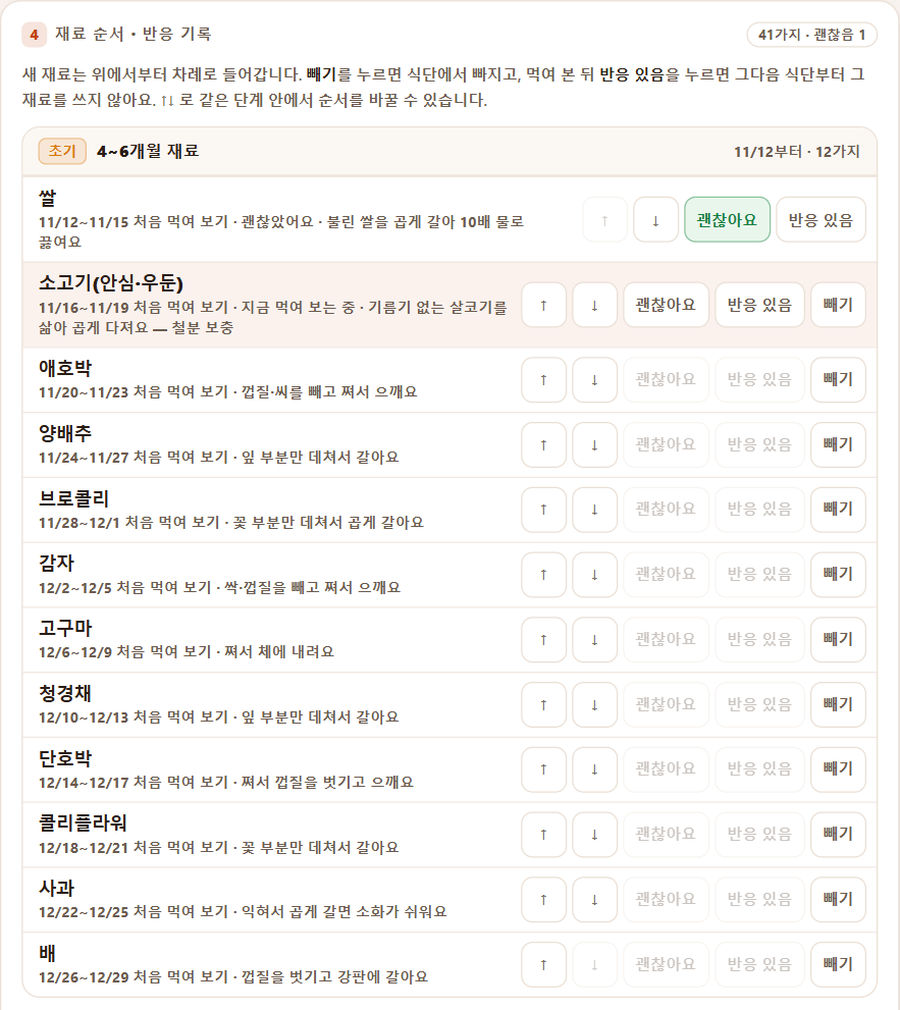 4 재료 순서 · 반응 기록 41가지 · 괜찮음 1
새 재료는 위에서부터 차례로 들어갑니다. 빼기를 누르면 식단에서 빠지고, 먹여 본 뒤 반응 있음을 누르면 그다음 식단부터 그
재료를 쓰지 않아요. ↑↓ 로 같은 단계 안에서 순서를 바꿀 수 있습니다.
초기 4~6개월 재료 11/12부터 · 12가지
쌀
11/12~11/15 처음 먹여 보기 · 괜찮았어요 · 불린 쌀을 곱게 갈아 10배 물로
끓여요
↑ ↓ 괜찮아요 반응 있음
소고기(안심·우둔)
11/16~11/19 처음 먹여 보기 · 지금 먹여 보는 중 · 기름기 없는 살코기를
삶아 곱게 다져요 — 철분 보충
↑ ↓ 괜찮아요 반응 있음 빼기
애호박
11/20~11/23 처음 먹여 보기 · 껍질·씨를 빼고 쪄서 으깨요
↑ ↓ 괜찮아요 반응 있음 빼기
양배추
11/24~11/27 처음 먹여 보기 · 잎 부분만 데쳐서 갈아요
↑ ↓ 괜찮아요 반응 있음 빼기
브로콜리
11/28~12/1 처음 먹여 보기 · 꽃 부분만 데쳐서 곱게 갈아요
↑ ↓ 괜찮아요 반응 있음 빼기
감자
12/2~12/5 처음 먹여 보기 · 싹·껍질을 빼고 쪄서 으깨요
↑ ↓ 괜찮아요 반응 있음 빼기
고구마
12/6~12/9 처음 먹여 보기 · 쪄서 체에 내려요
↑ ↓ 괜찮아요 반응 있음 빼기
청경채
12/10~12/13 처음 먹여 보기 · 잎 부분만 데쳐서 갈아요
↑ ↓ 괜찮아요 반응 있음 빼기
단호박
12/14~12/17 처음 먹여 보기 · 쪄서 껍질을 벗기고 으깨요
↑ ↓ 괜찮아요 반응 있음 빼기
콜리플라워
12/18~12/21 처음 먹여 보기 · 꽃 부분만 데쳐서 갈아요
↑ ↓ 괜찮아요 반응 있음 빼기
사과
12/22~12/25 처음 먹여 보기 · 익혀서 곱게 갈면 소화가 쉬워요
↑ ↓ 괜찮아요 반응 있음 빼기
배
12/26~12/29 처음 먹여 보기 · 껍질을 벗기고 강판에 갈아요
↑ ↓ 괜찮아요 반응 있음 빼기